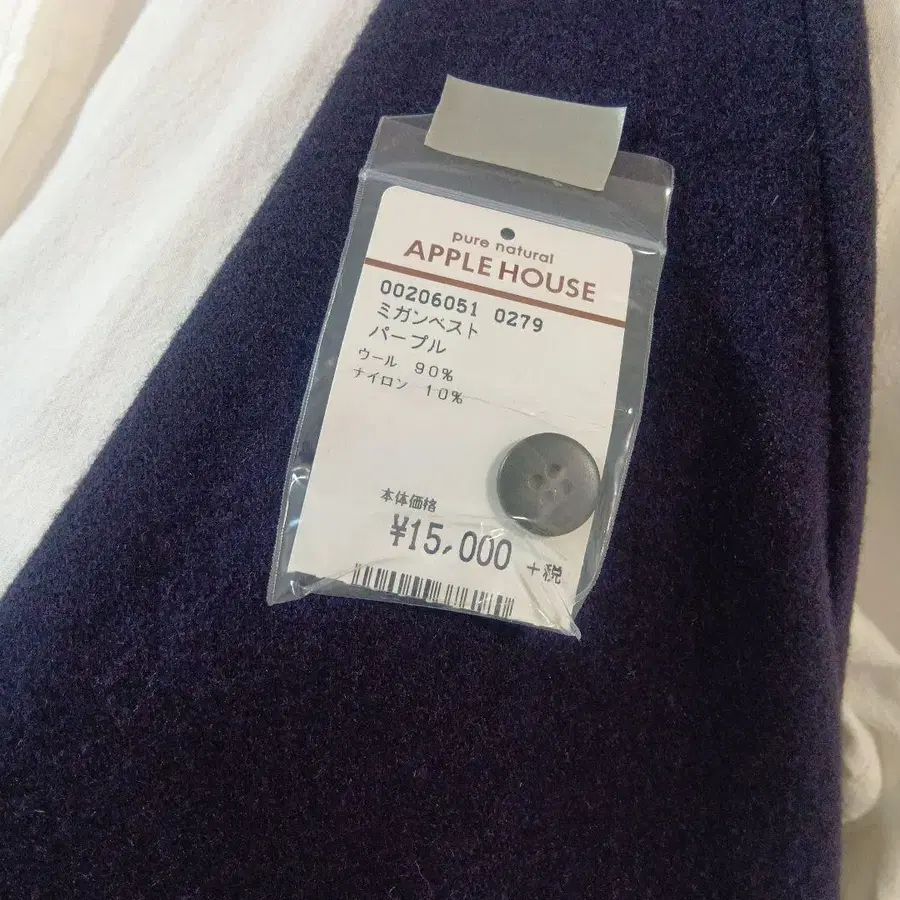 pure natural
APPLE HOUSE
00206051 0279
ミガンベスト
パープル
ウール 90%
ナイロン 10%
本体価格
¥15,000 +税